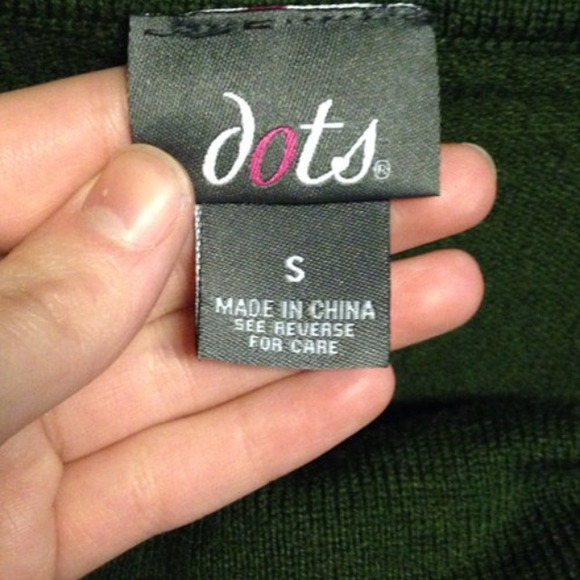 dots®
S
MADE IN CHINA
SEE REVERSE
FOR CARE